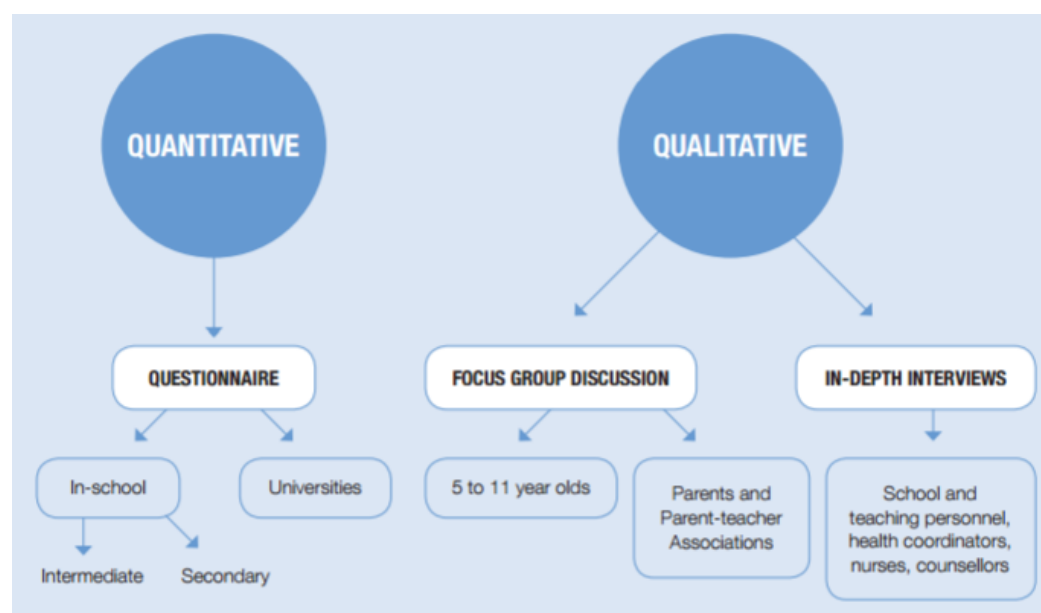 QUANTITATIVE
QUALITATIVE
QUESTIONNAIRE
FOCUS GROUP DISCUSSION
IN-DEPTH INTERVIEWS
In-school
Universities
5 to 11 year olds
Parents and
Parent-teacher
Associations
School and
teaching personnel,
health coordinators,
nurses, counsellors
Intermediate
Secondary